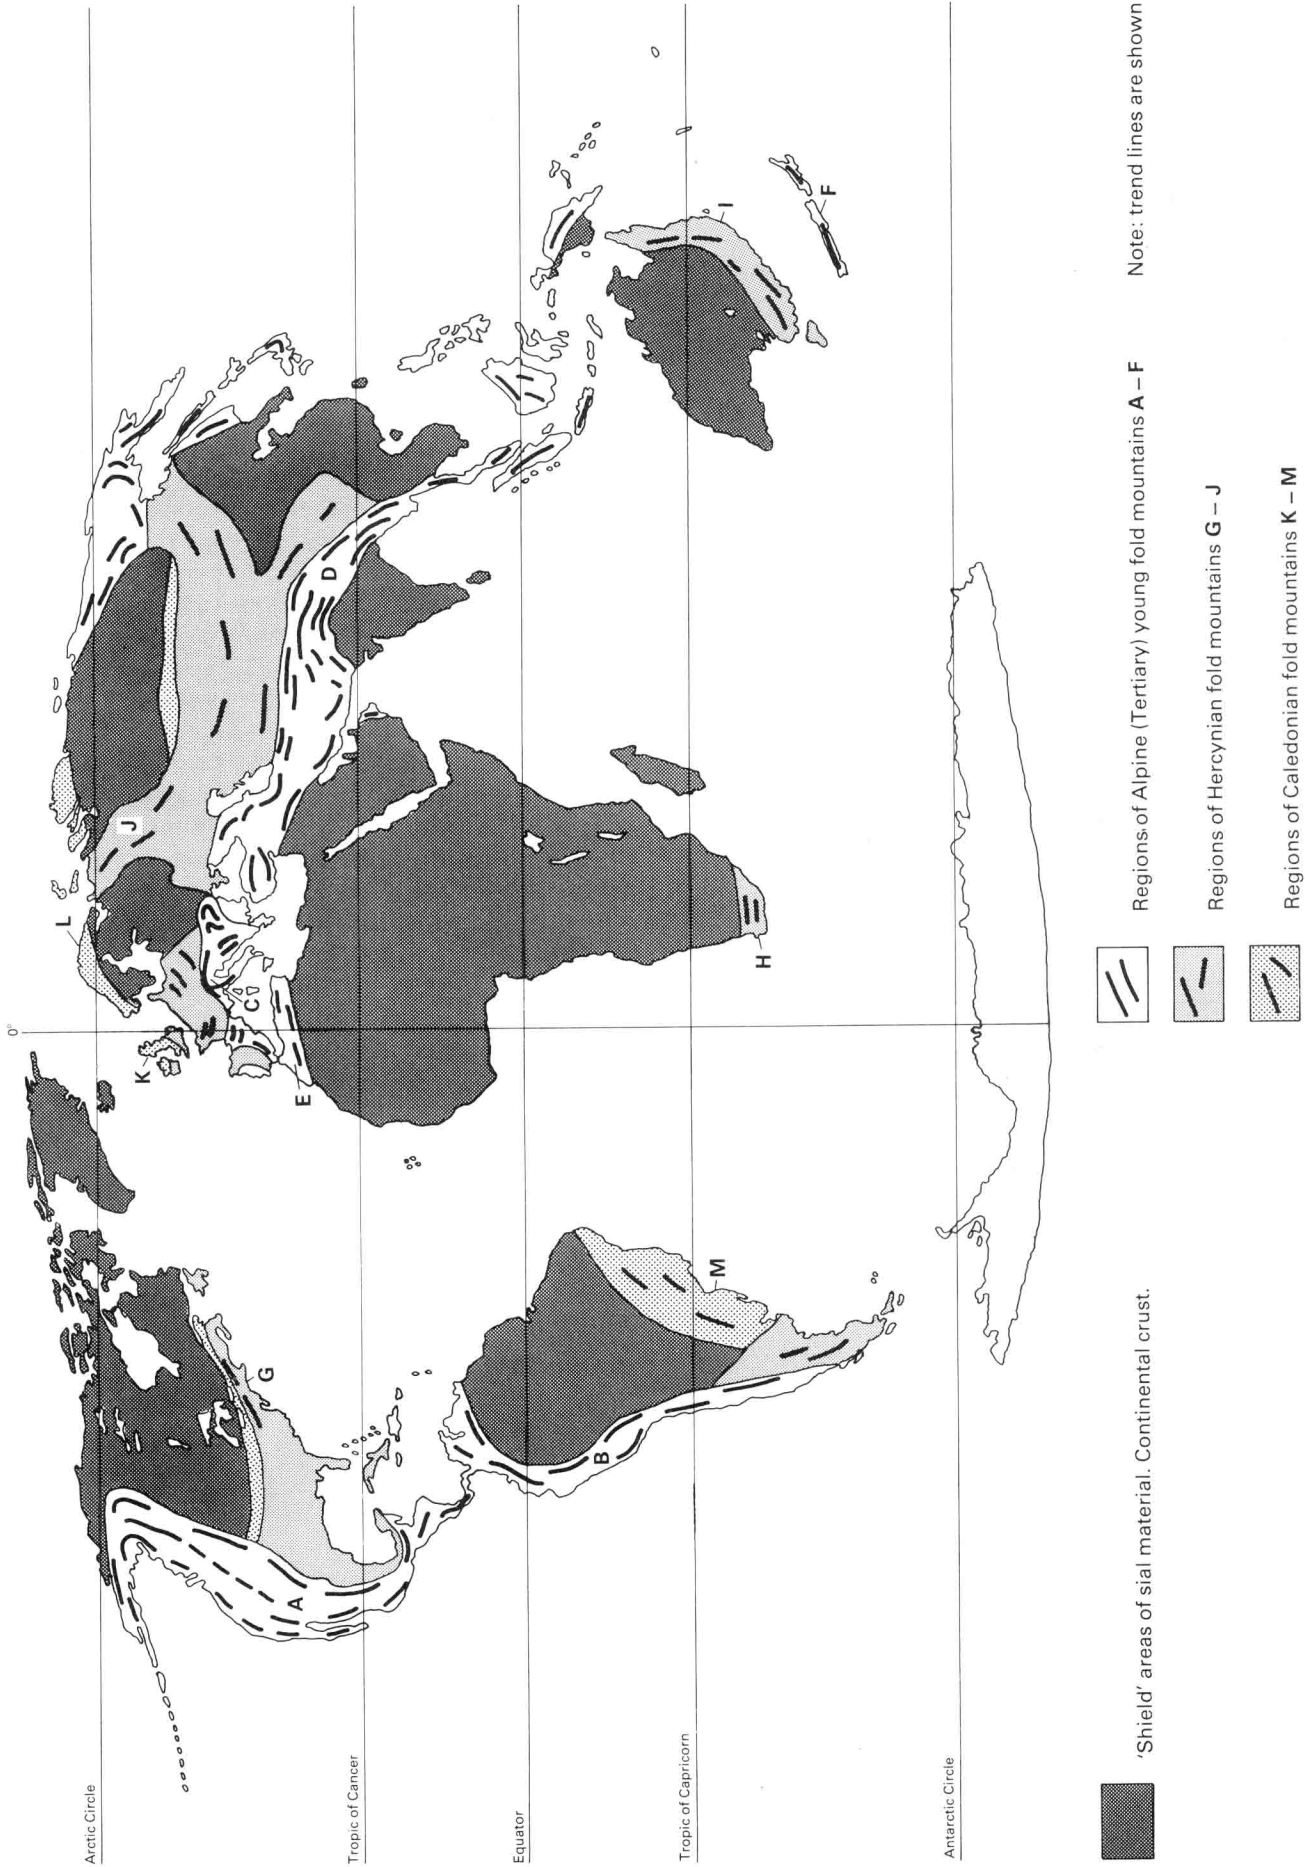 0°
Arctic Circle
Tropic of Cancer
Equator
Tropic of Capricorn
Antarctic Circle
A
B
C
D
E
F
G
H
I
J
K
L
M
'Shield' areas of sial material. Continental crust.
Regions of Alpine (Tertiary) young fold mountains A – F
Regions of Hercynian fold mountains G – J
Regions of Caledonian fold mountains K – M
Note: trend lines are shown